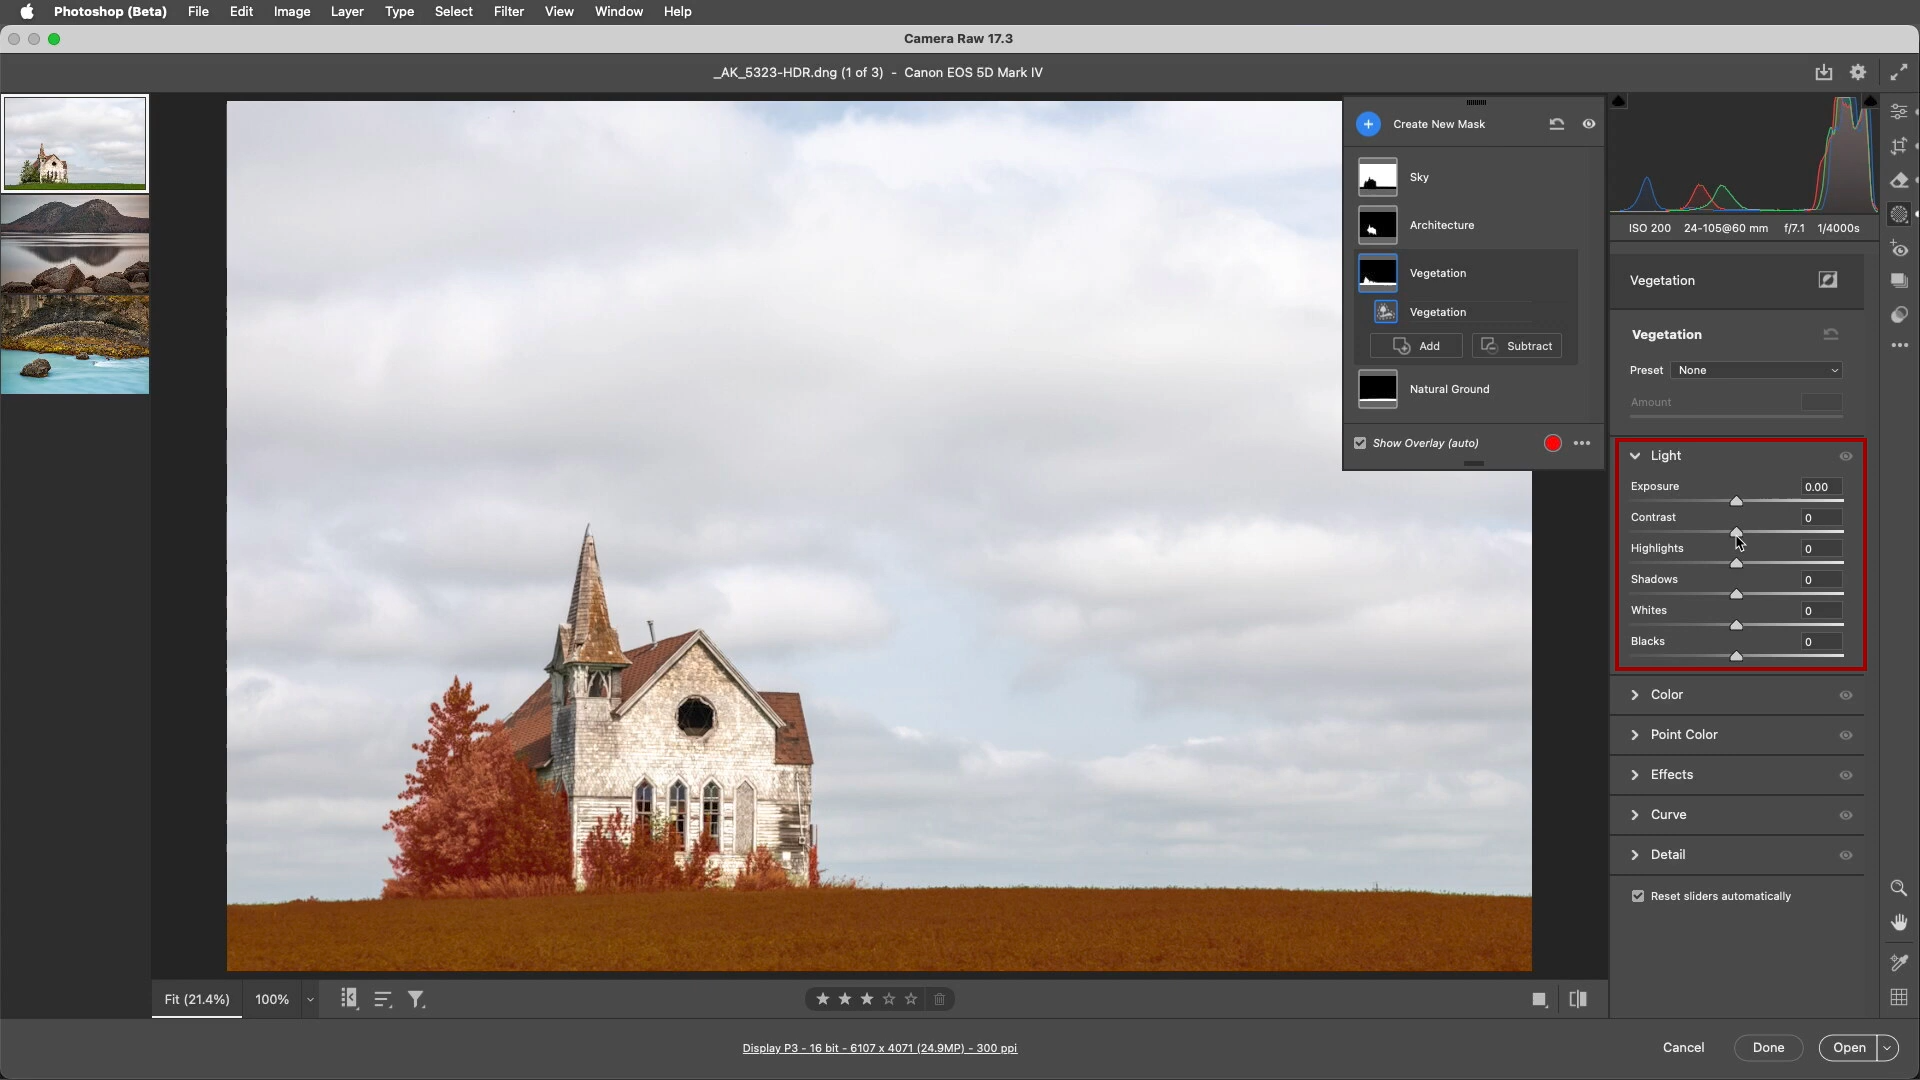 Photoshop (Beta) File Edit Image Layer Type Select Filter View Window Help
Camera Raw 17.3
_AK_5323-HDR.dng (1 of 3) - Canon EOS 5D Mark IV
Create New Mask
Sky
Architecture
Vegetation
Vegetation
Add Subtract
Natural Ground
Show Overlay (auto)
ISO 200 24-105@60 mm f/7.1 1/4000s
Vegetation
Vegetation
Preset None
Amount
Light
Exposure 0.00
Contrast 0
Highlights 0
Shadows 0
Whites 0
Blacks 0
Color
Point Color
Effects
Curve
Detail
Reset sliders automatically
Fit (21.4%) 100%
Display P3 - 16 bit - 6107 x 4071 (24.9MP) - 300 ppi
Cancel Done Open